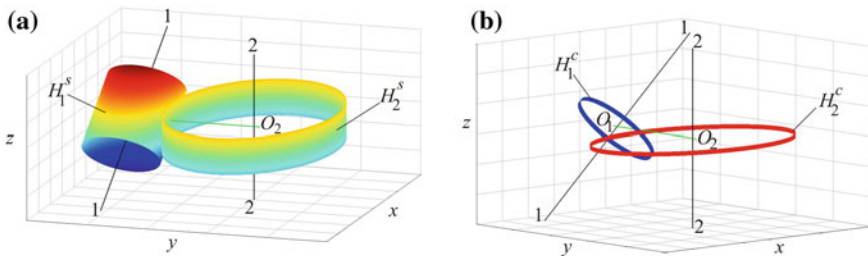 (a)
1
2
H₁ˢ
H₂ˢ
z
O₂
1
2
x
y
(b)
1
2
H₁ᶜ
H₂ᶜ
z
O₁
O₂
1
2
y
x